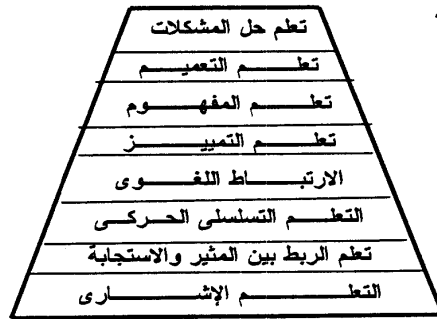 تعلم حل المشكلات
تعلم التعميم
تعلم المفهوم
تعلم التمييز
الارتباط اللغوى
التعلم التسلسلى الحركى
تعلم الربط بين المثير والاستجابة
التعلم الإشارى